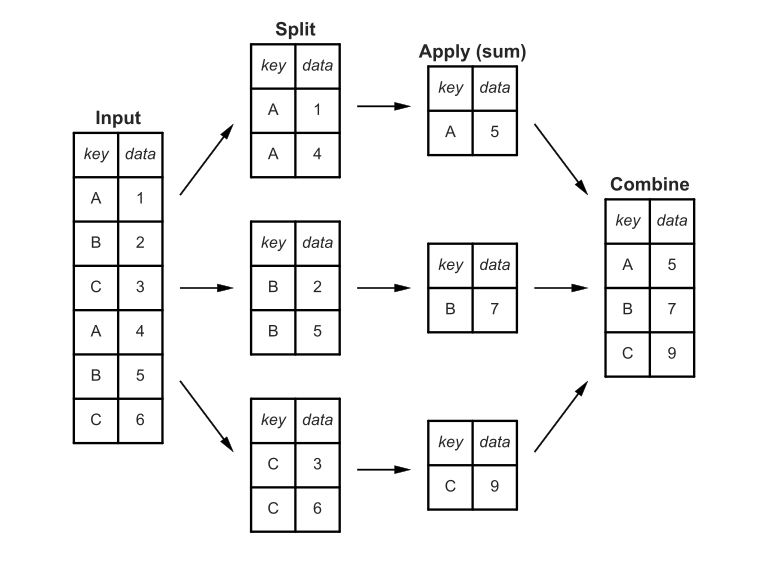 Input
key data
A 1
B 2
C 3
A 4
B 5
C 6
Split
key data
A 1
A 4
key data
B 2
B 5
key data
C 3
C 6
Apply (sum)
key data
A 5
key data
B 7
key data
C 9
Combine
key data
A 5
B 7
C 9